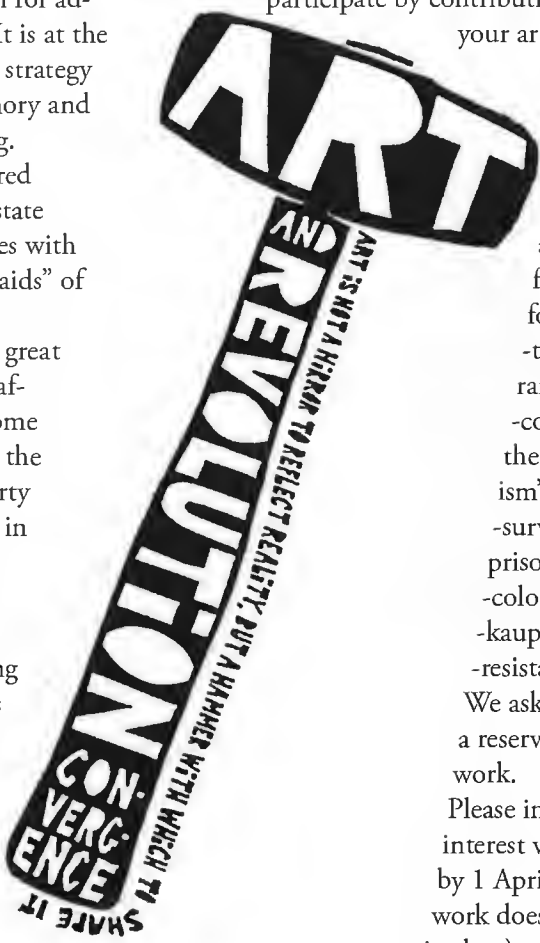 for ad-
It is at the
strategy
nory and
g.
red
state
es with
aids” of
great
af-
ome
the
rty
in
ng
ART
AND
REVOLUTiON
CON-
VERG-
ENCE
ART iS NOT A MiRROR TO REFLECT REALiTY, BUT A HAMMER WiTH WHiCH TO
SHAPE IT
participate by contributi
your ar
fo
-t
ra
-co
the
ism’
-surv
priso
-colo
-kaup
-resista
We ask
a reserv
work.
Please in
interest
by 1 Apri
work does